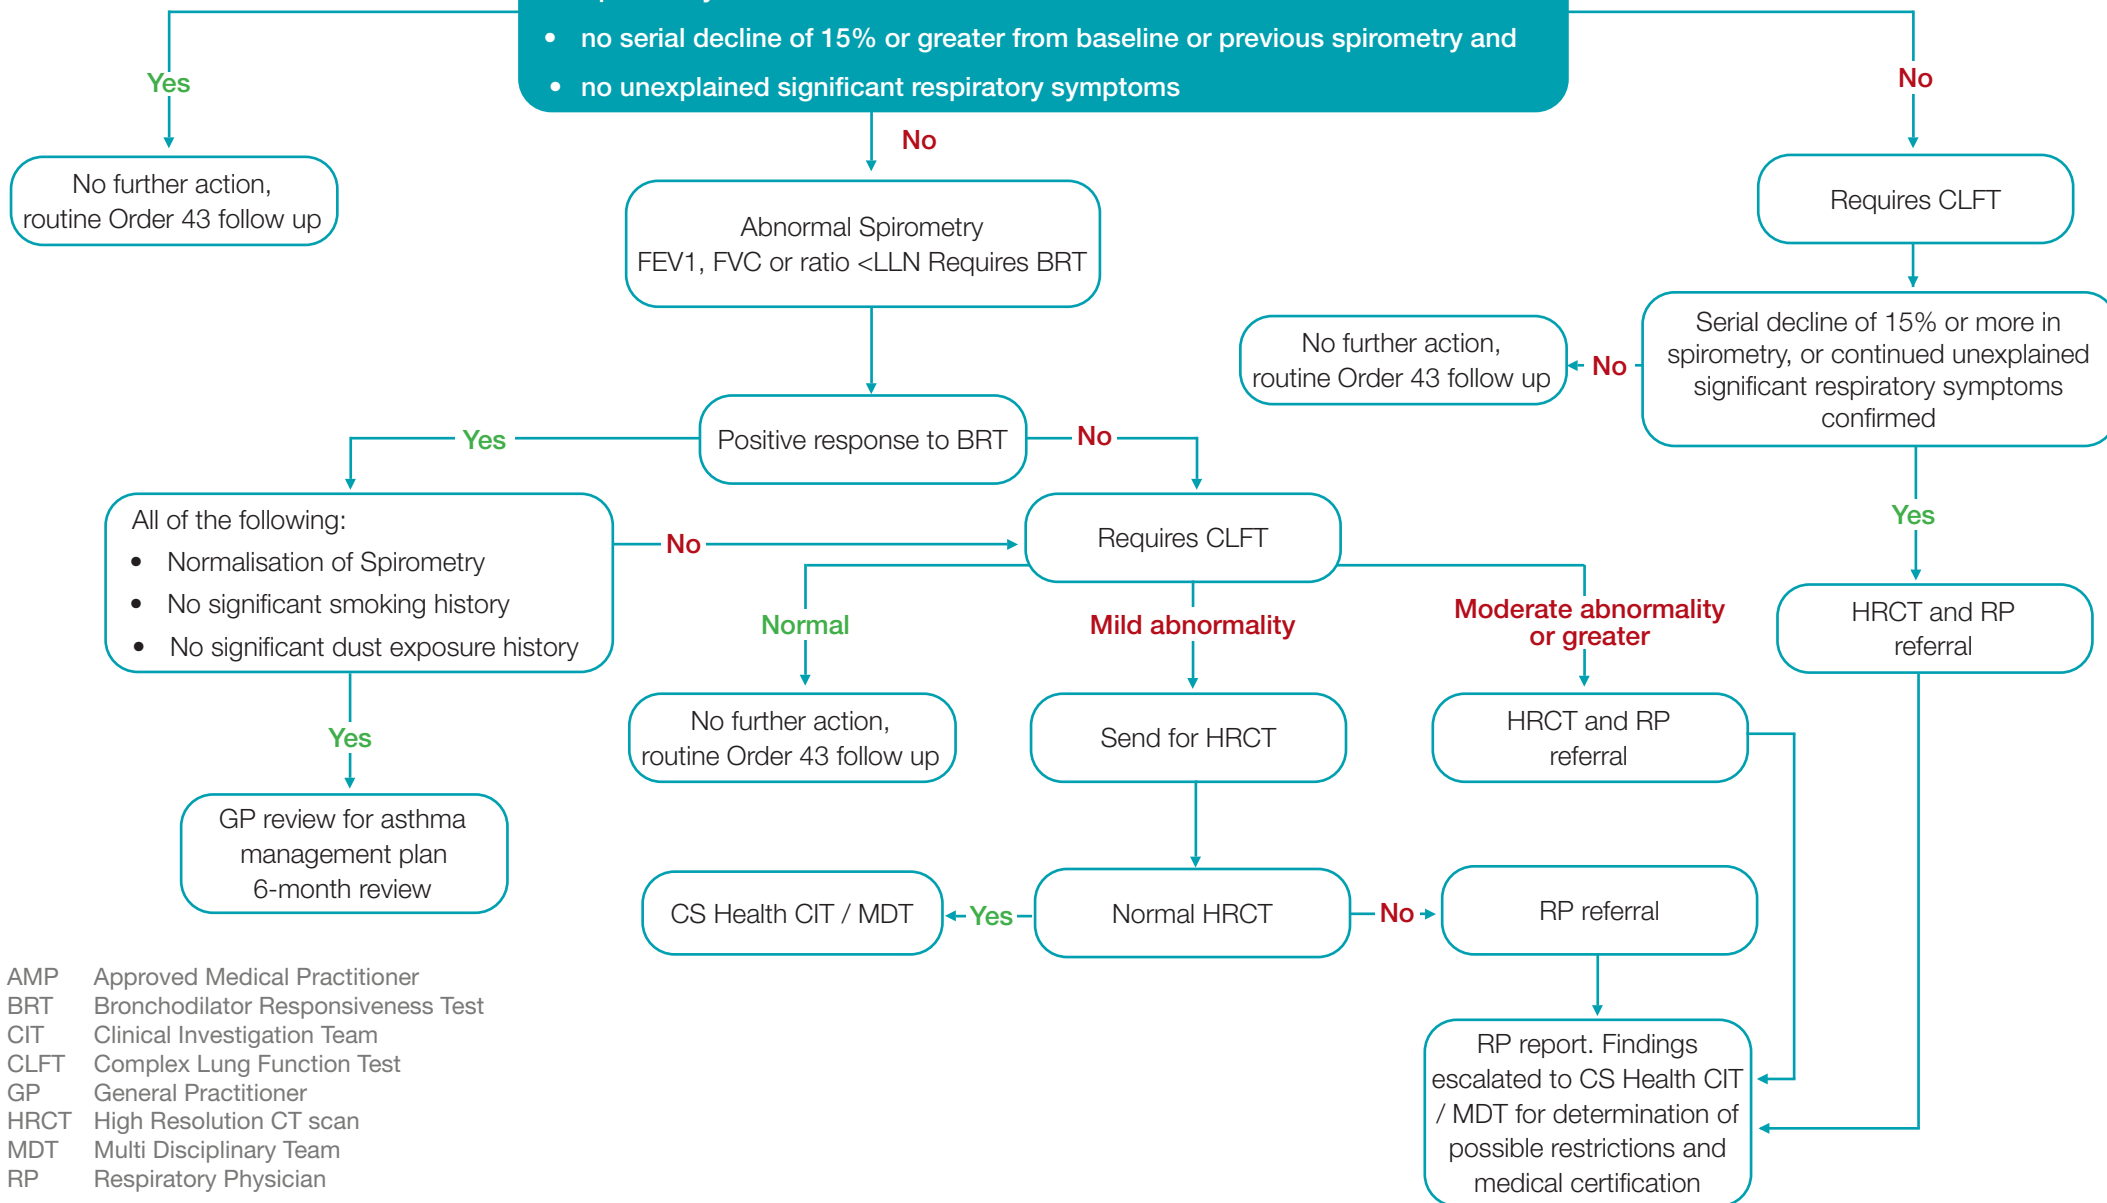 • no serial decline of 15% or greater from baseline or previous spirometry and
• no unexplained significant respiratory symptoms
Yes
No
No
No further action,
routine Order 43 follow up
Abnormal Spirometry
FEV1, FVC or ratio <LLN Requires BRT
Requires CLFT
No further action,
routine Order 43 follow up
No
Serial decline of 15% or more in
spirometry, or continued unexplained
significant respiratory symptoms
confirmed
Yes
Positive response to BRT
No
Yes
All of the following:
• Normalisation of Spirometry
• No significant smoking history
• No significant dust exposure history
No
Requires CLFT
Normal
Mild abnormality
Moderate abnormality
or greater
HRCT and RP
referral
Yes
No further action,
routine Order 43 follow up
Send for HRCT
HRCT and RP
referral
GP review for asthma
management plan
6-month review
CS Health CIT / MDT
Yes
Normal HRCT
No
RP referral
RP report. Findings
escalated to CS Health CIT
/ MDT for determination of
possible restrictions and
medical certification
AMP Approved Medical Practitioner
BRT Bronchodilator Responsiveness Test
CIT Clinical Investigation Team
CLFT Complex Lung Function Test
GP General Practitioner
HRCT High Resolution CT scan
MDT Multi Disciplinary Team
RP Respiratory Physician